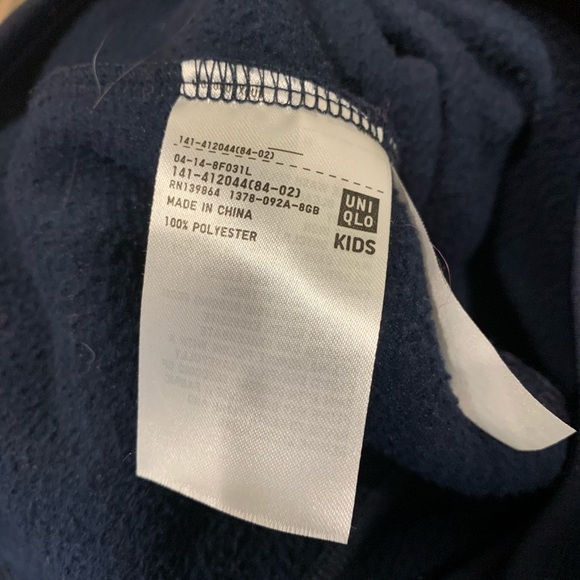 141-412044(84-02)
04-14-8F031L
141-412044(84-02)
RN139864 1378-092A-8GB
MADE IN CHINA
100% POLYESTER
UNI
QLO
KIDS